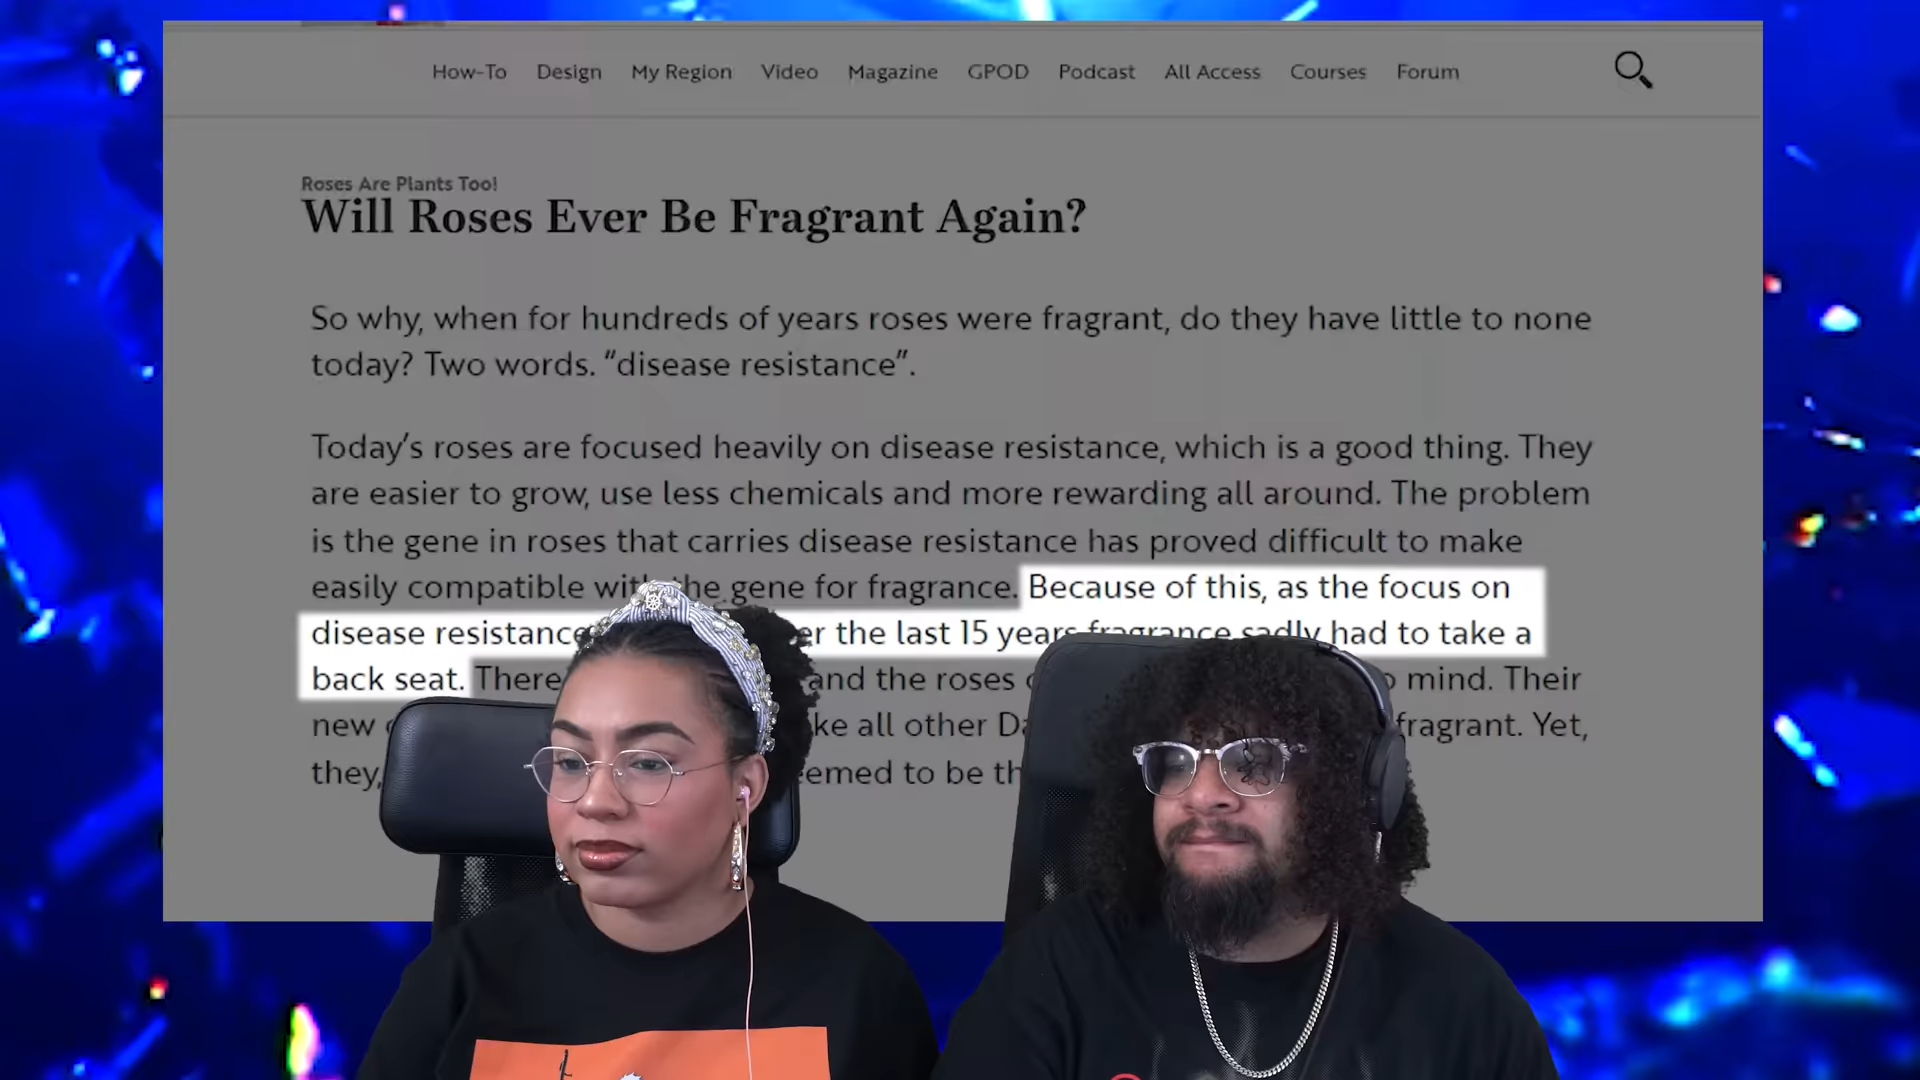 How-To Design My Region Video Magazine GPOD Podcast All Access Courses Forum
Roses Are Plants Too!
Will Roses Ever Be Fragrant Again?
So why, when for hundreds of years roses were fragrant, do they have little to none
today? Two words. “disease resistance”.
Today’s roses are focused heavily on disease resistance, which is a good thing. They
are easier to grow, use less chemicals and more rewarding all around. The problem
is the gene in roses that carries disease resistance has proved difficult to make
easily compatible with the gene for fragrance. Because of this, as the focus on
disease resistance er the last 15 years fragrance sadly had to take a
back seat. There and the roses mind. Their
new ke all other Da fragrant. Yet,
they, eemed to be th